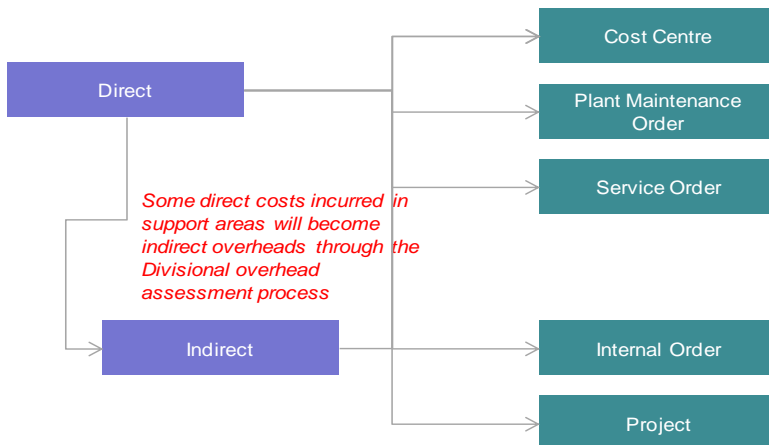 Cost Centre
Direct
Plant Maintenance
Order
Service Order
Some direct costs incurred in
support areas will become
indirect overheads through the
Divisional overhead
assessment process
Indirect
Internal Order
Project